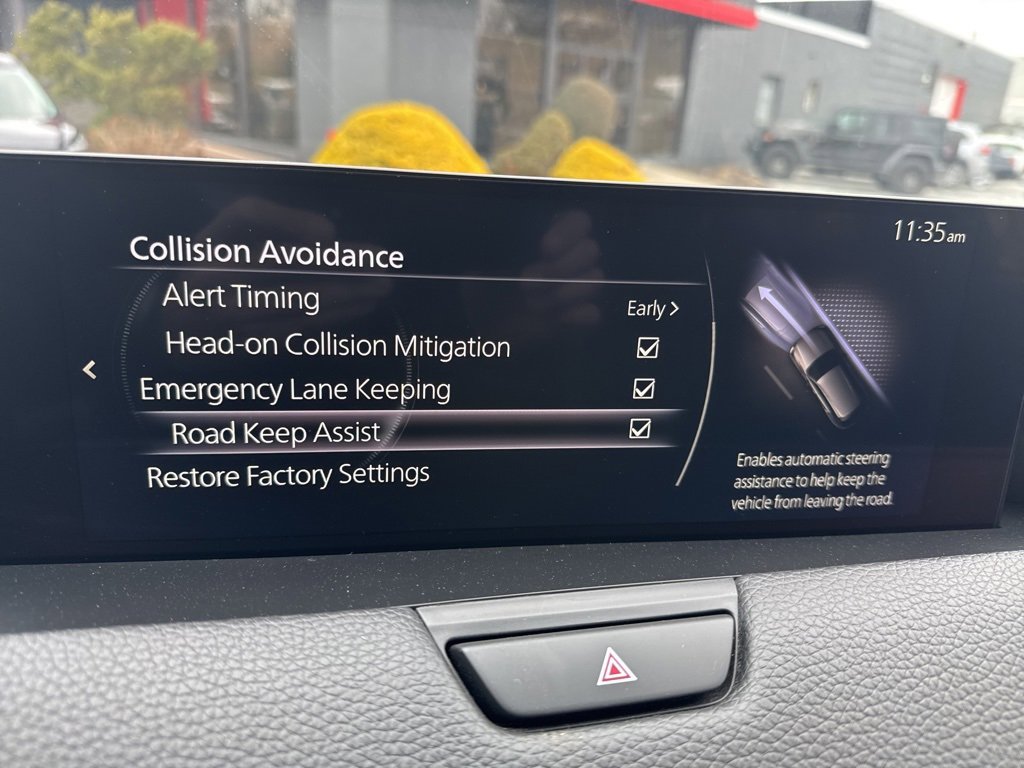 11:35am
Collision Avoidance
Alert Timing Early >
Head-on Collision Mitigation
Emergency Lane Keeping
Road Keep Assist
Restore Factory Settings
Enables automatic steering
assistance to help keep the
vehicle from leaving the road.